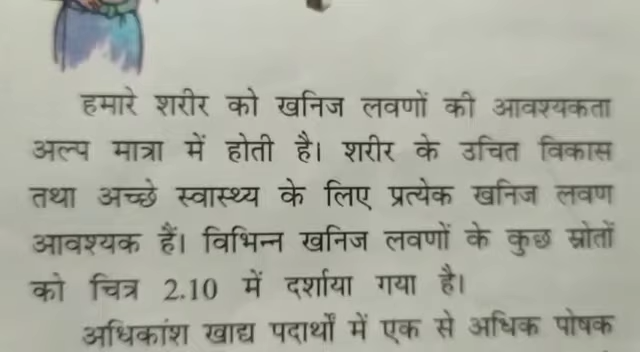 हमारे शरीर को खनिज लवणों की आवश्यकता
अल्प मात्रा में होती है। शरीर के उचित विकास
तथा अच्छे स्वास्थ्य के लिए प्रत्येक खनिज लवण
आवश्यक हैं। विभिन्न खनिज लवणों के कुछ स्रोतों
को चित्र 2.10 में दर्शाया गया है।
अधिकांश खाद्य पदार्थों में एक से अधिक पोषक